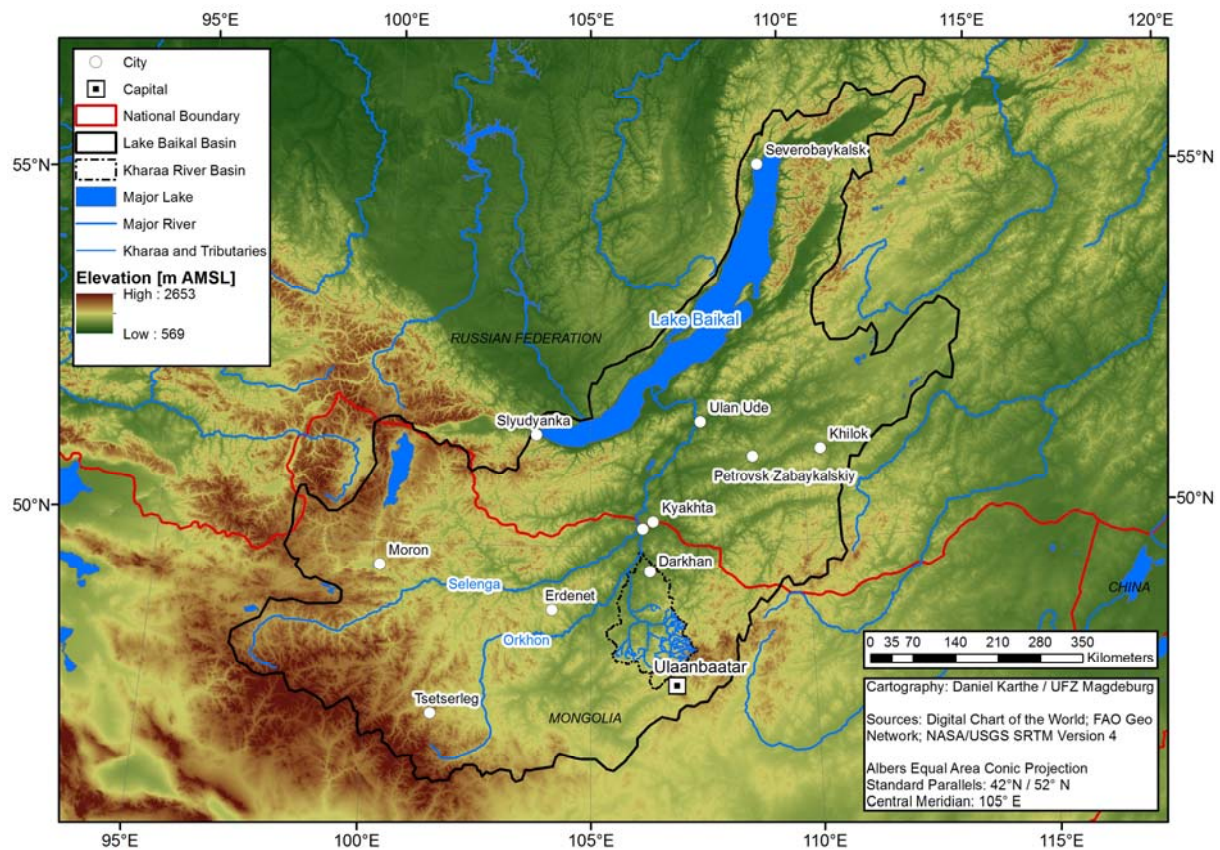 95°E
100°E
105°E
110°E
115°E
120°E
City
Capital
National Boundary
Lake Baikal Basin
Kharaa River Basin
Major Lake
Major River
Kharaa and Tributaries
Elevation [m AMSL]
High : 2653
Low : 569
55°N
55°N
Severobaykalsk
Lake Baikal
RUSSIAN FEDERATION
Slyudyanka
Ulan Ude
Khilok
Petrovsk Zabaykalskiy
50°N
50°N
Kyakhta
Moron
Darkhan
Selenga
Erdenet
CHINA
Orkhon
Ulaanbaatar
Tsetserleg
MONGOLIA
0 35 70 140 210 280 350
Kilometers
Cartography: Daniel Karthe / UFZ Magdeburg
Sources: Digital Chart of the World; FAO Geo
Network; NASA/USGS SRTM Version 4
Albers Equal Area Conic Projection
Standard Parallels: 42°N / 52° N
Central Meridian: 105° E
95°E
100°E
105°E
110°E
115°E